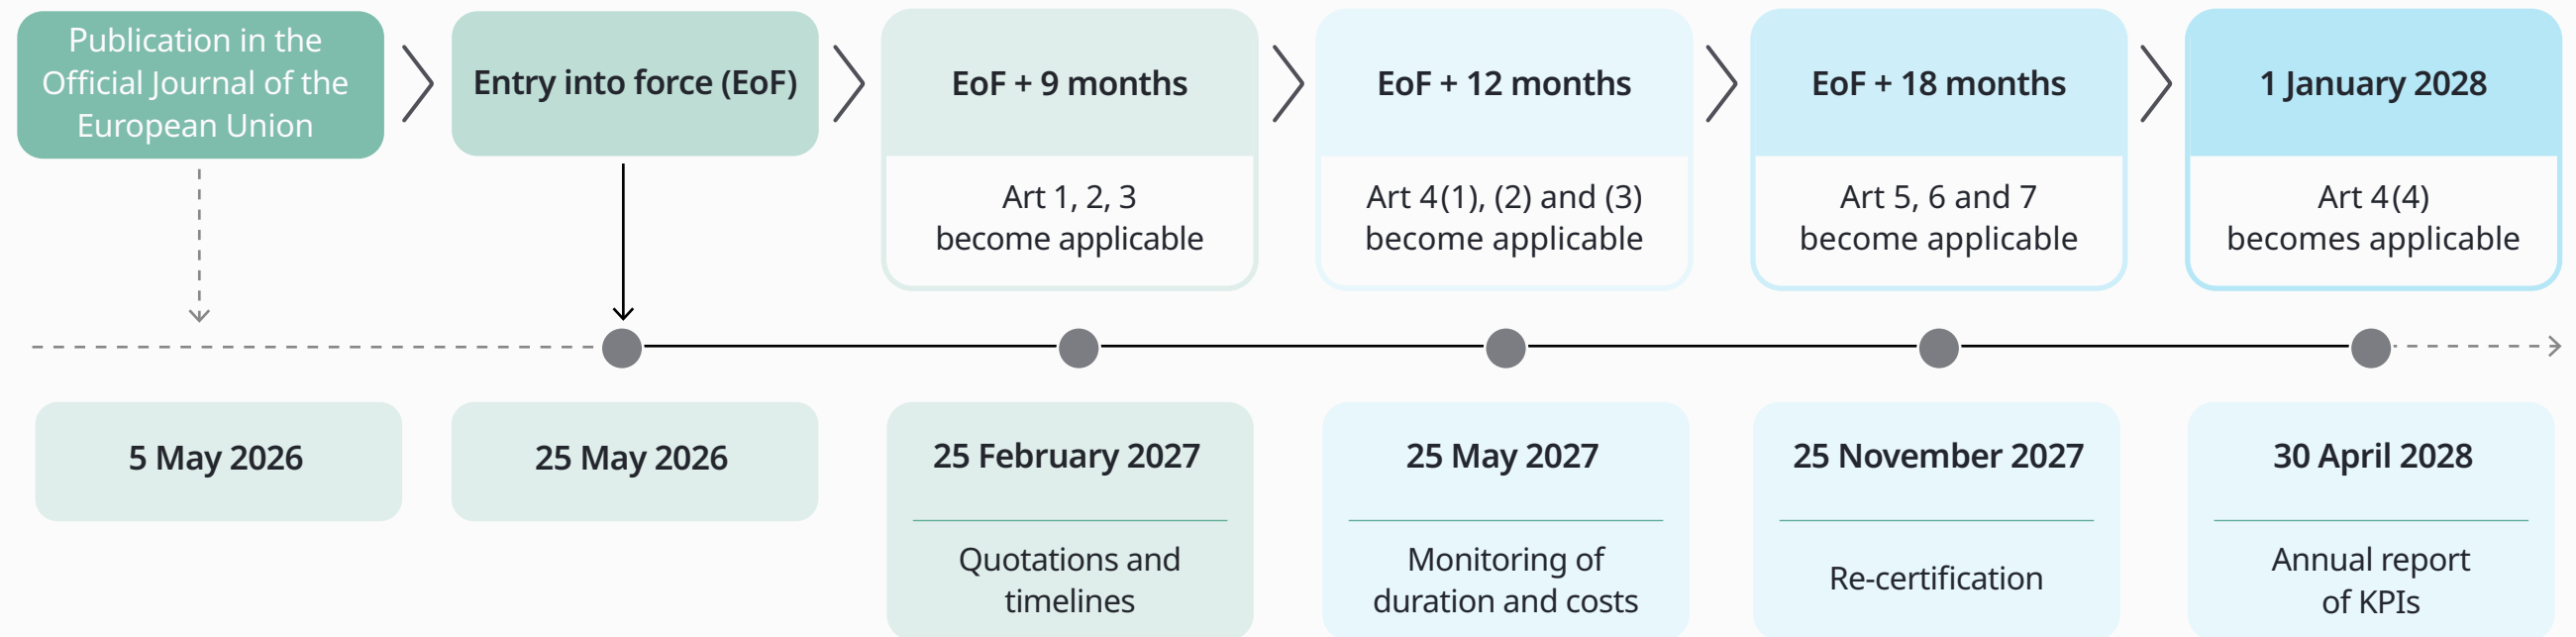 Publication in the
Official Journal of the
European Union
Entry into force (EoF)
EoF + 9 months
Art 1, 2, 3
become applicable
EoF + 12 months
Art 4(1), (2) and (3)
become applicable
EoF + 18 months
Art 5, 6 and 7
become applicable
1 January 2028
Art 4(4)
becomes applicable
5 May 2026
25 May 2026
25 February 2027
Quotations and
timelines
25 May 2027
Monitoring of
duration and costs
25 November 2027
Re-certification
30 April 2028
Annual report
of KPIs